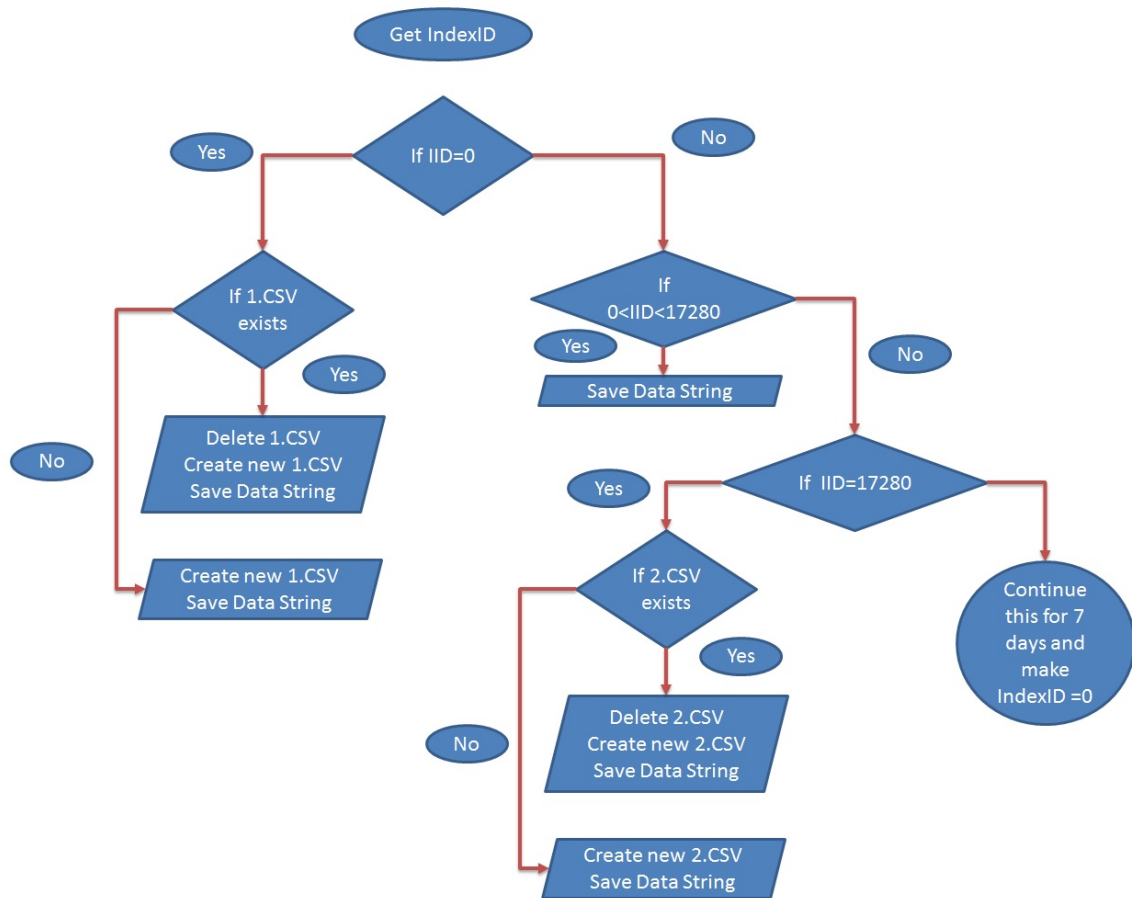 Get IndexID
If IID=0
Yes
No
If 1.CSV
exists
Yes
No
Delete 1.CSV
Create new 1.CSV
Save Data String
Create new 1.CSV
Save Data String
If
0<IID<17280
Yes
No
Save Data String
If IID=17280
Yes
If 2.CSV
exists
Yes
No
Delete 2.CSV
Create new 2.CSV
Save Data String
Create new 2.CSV
Save Data String
Continue
this for 7
days and
make
IndexID =0